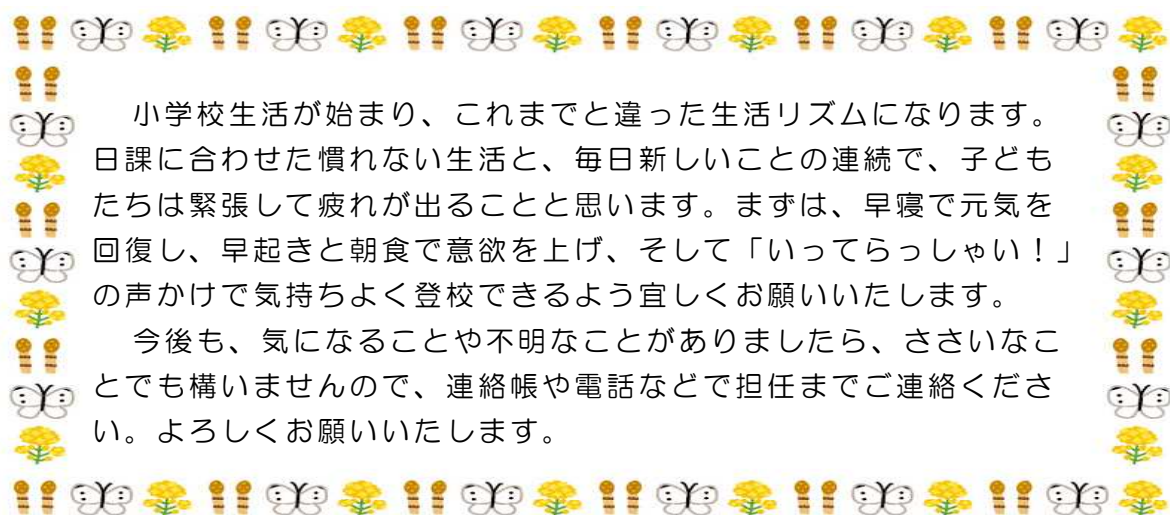 小学校生活が始まり、これまでと違った生活リズムになります。
日課に合わせた慣れない生活と、毎日新しいことの連続で、子ども
たちは緊張して疲れが出ることと思います。まずは、早寝で元気を
回復し、早起きと朝食で意欲を上げ、そして「いってらっしゃい！」
の声かけで気持ちよく登校できるよう宜しくお願いいたします。
今後も、気になることや不明なことがありましたら、ささいなこ
とでも構いませんので、連絡帳や電話などで担任までご連絡くださ
い。よろしくお願いいたします。